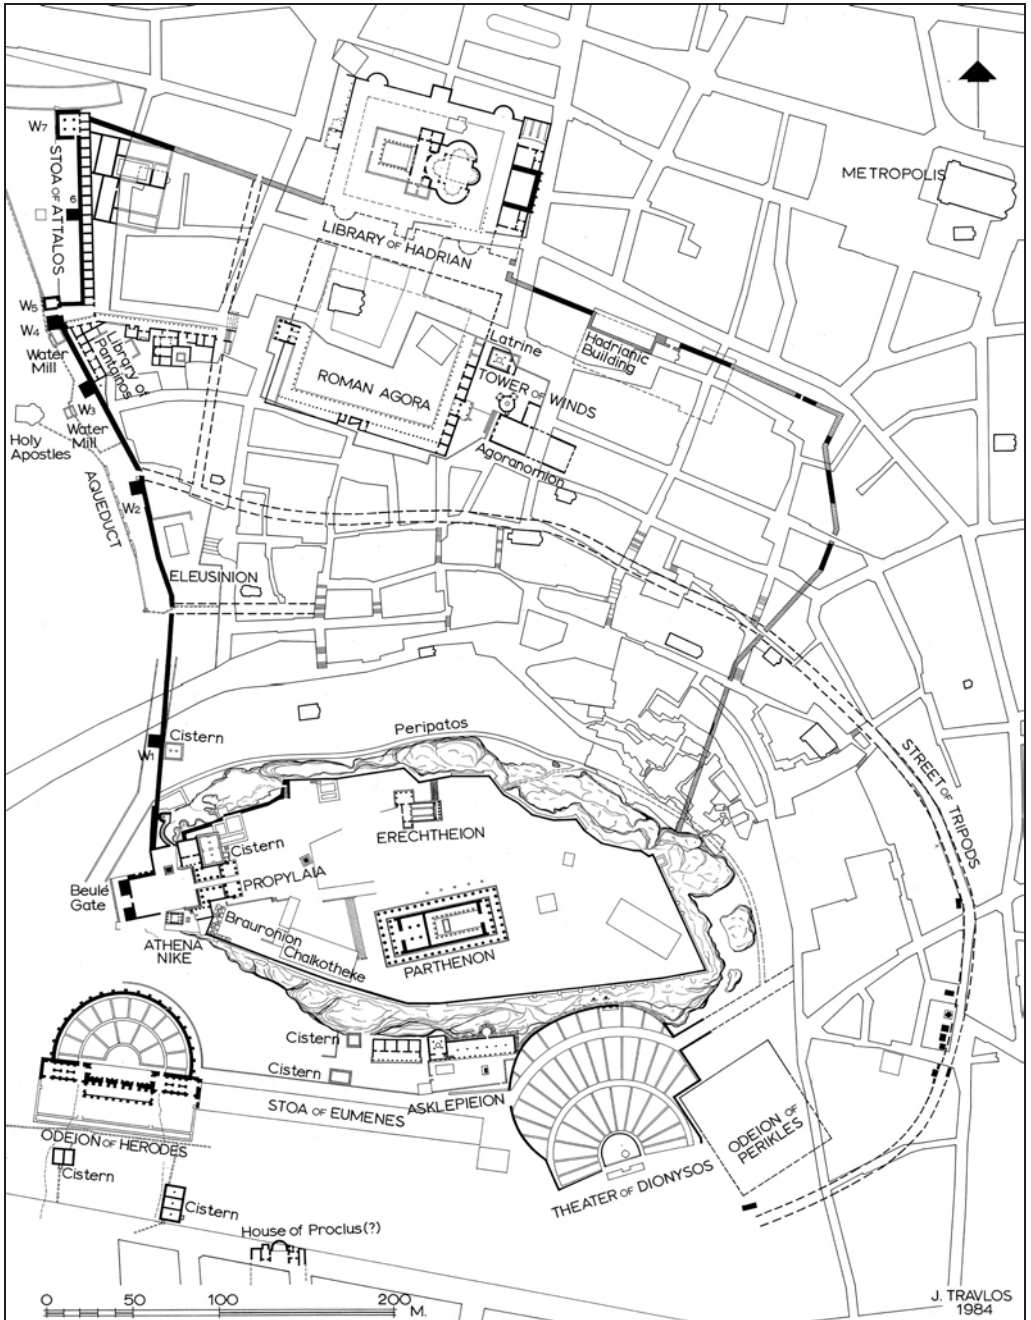 W7
STOA OF ATTALOS
6
METROPOLIS
LIBRARY OF HADRIAN
W5
W4
Water
Mill
Library of
Pantainos
Latrine
Hadrianic
Building
TOWER OF WINDS
ROMAN AGORA
W3
Water
Mill
Holy
Apostles
Agoranomion
AQUEDUCT
W2
ELEUSINION
Peripatos
Cistern
W1
STREET OF TRIPODS
ERECHTHEION
Cistern
PROPYLAIA
Beulé
Gate
Brauronion
ATHENA
NIKE
Chalkotheke
PARTHENON
Cistern
Cistern
STOA OF EUMENES
ASKLEPIEION
ODEION OF
PERIKLES
ODEION OF HERODES
THEATER OF DIONYSOS
Cistern
Cistern
House of Proclus(?)
0 50 100 200
M.
J. TRAVLOS
1984